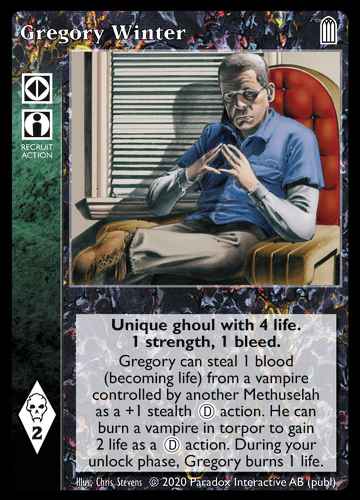 Gregory Winter
RECRUIT
ACTION
Unique ghoul with 4 life.
1 strength, 1 bleed.
Gregory can steal 1 blood
(becoming life) from a vampire
controlled by another Methuselah
as a +1 stealth Ⓓ action. He can
burn a vampire in torpor to gain
2 life as a Ⓓ action. During your
unlock phase, Gregory burns 1 life.
2
Illus: Chris Stevens © 2020 Paradox Interactive AB (publ)